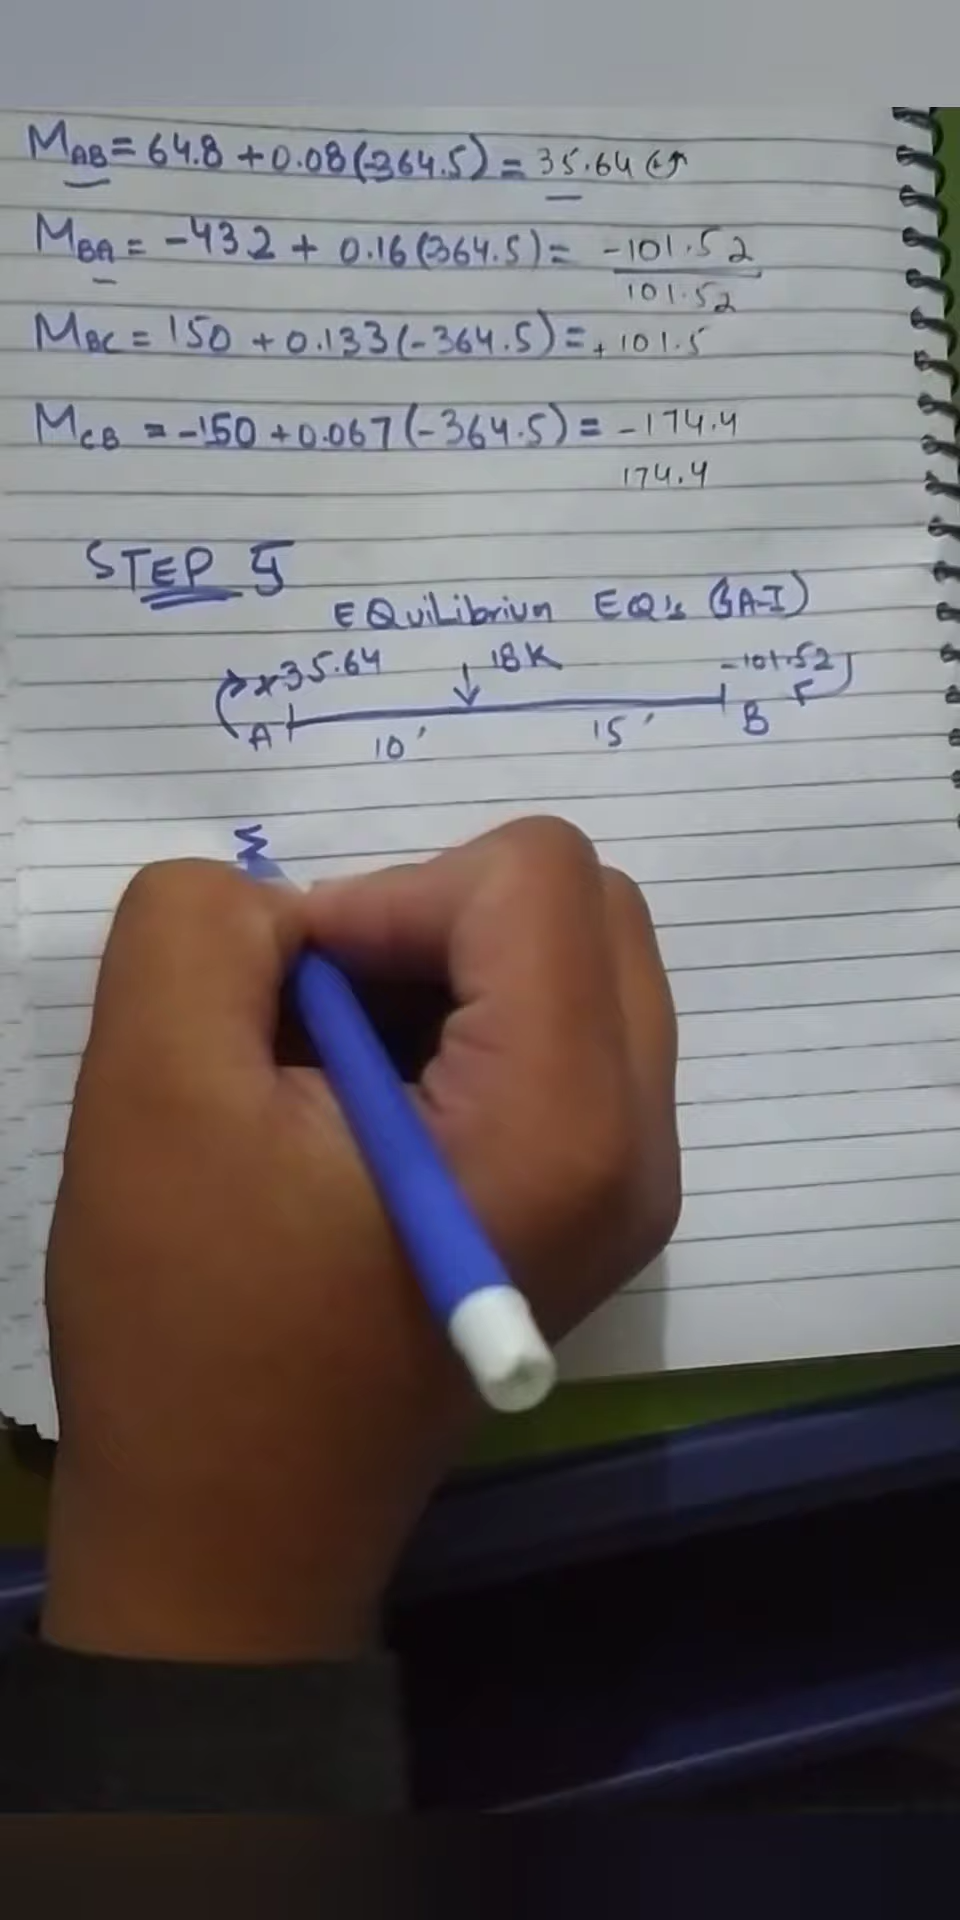 MAB = 64.8 + 0.08(-364.5) = 35.64
MBA = -432 + 0.16(-364.5) = -101.52
101.52
MBC = 150 + 0.133(-364.5) = +101.5
MCB = -150 + 0.067(-364.5) = -174.4
174.4
STEP 5
EQuiLibrium EQ's
+35.64 18K -101.52
A 10' 15' B
Σ